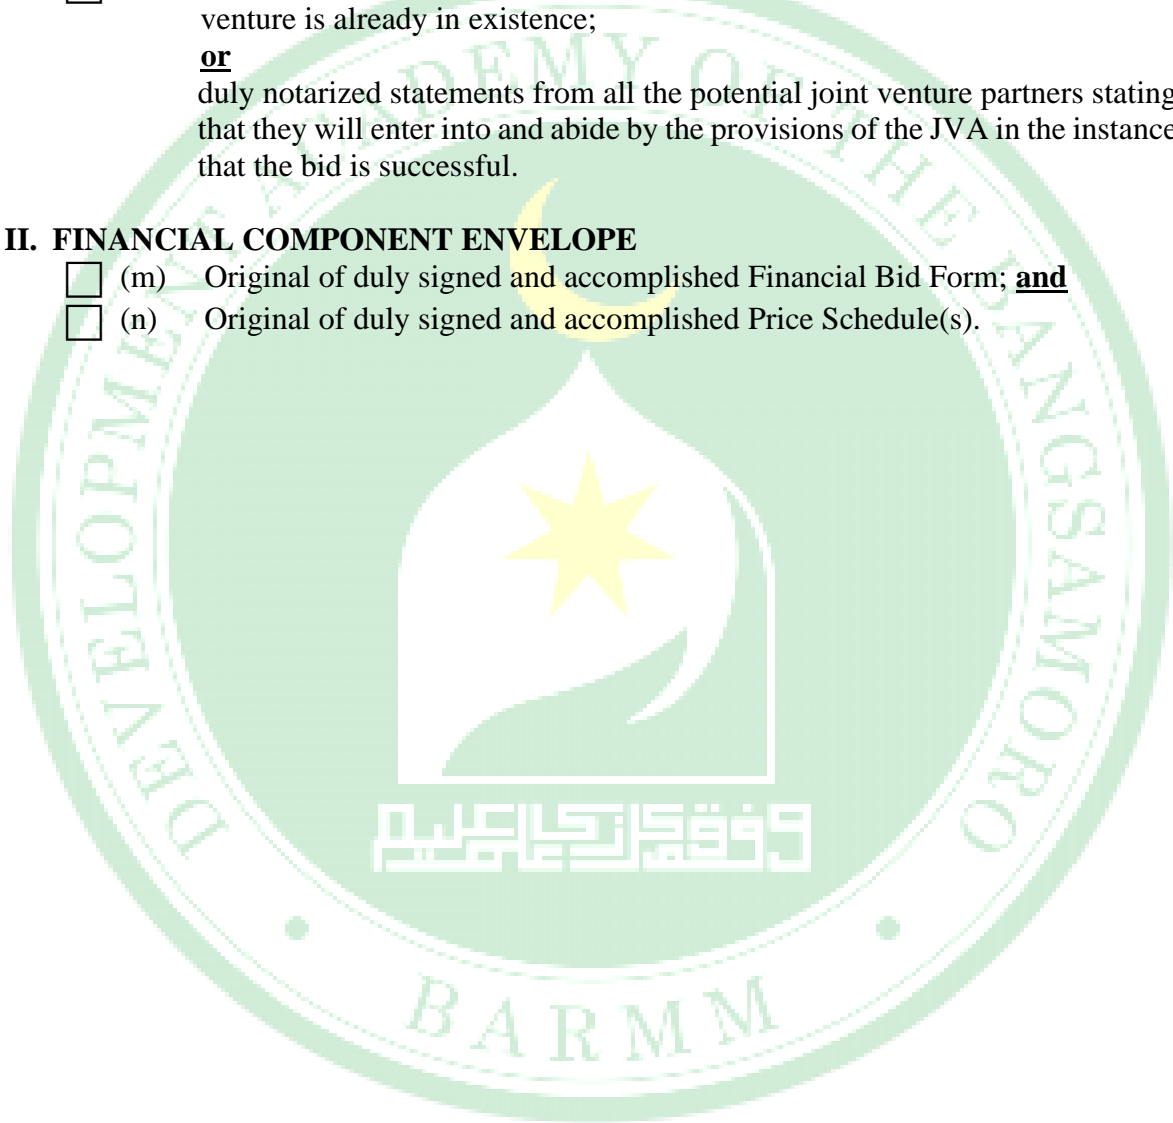 venture is already in existence;
or
duly notarized statements from all the potential joint venture partners stating
that they will enter into and abide by the provisions of the JVA in the instance
that the bid is successful.
II. FINANCIAL COMPONENT ENVELOPE
(m) Original of duly signed and accomplished Financial Bid Form; and
(n) Original of duly signed and accomplished Price Schedule(s).
DEVELOPMENT ACADEMY OF THE BANGSAMORO
BARMM